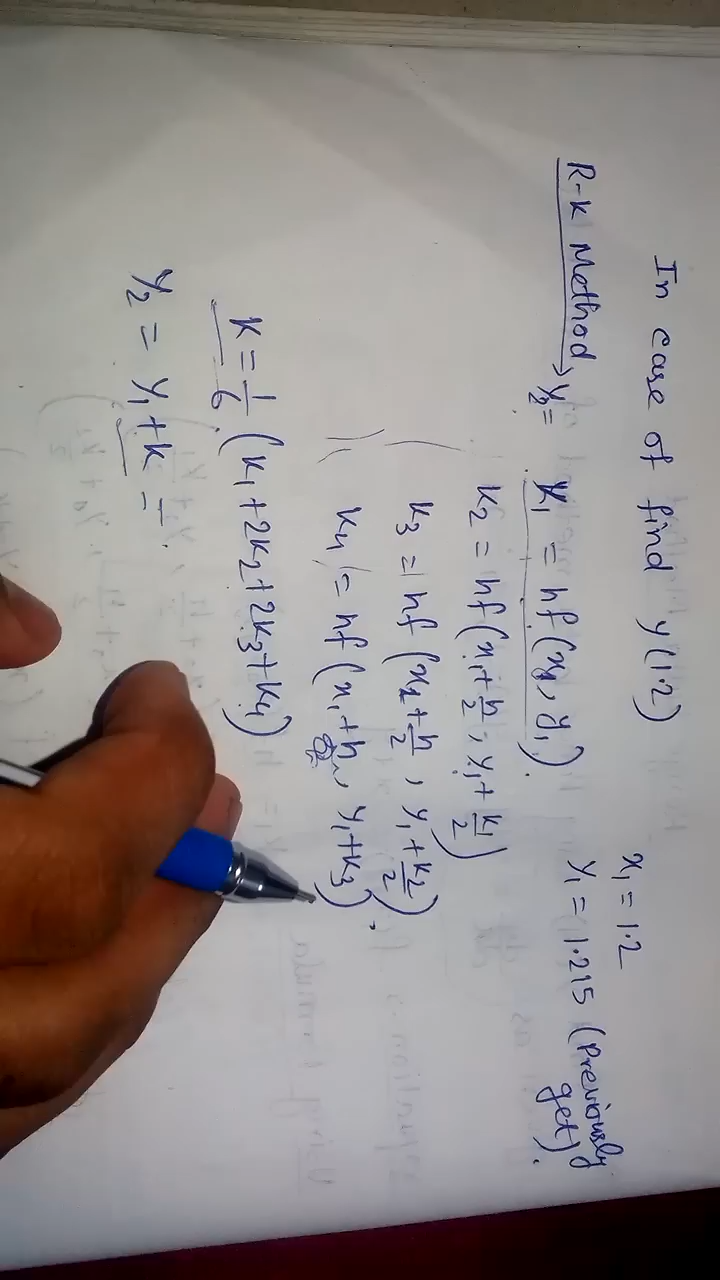 In case of find y(1.2)
x₁ = 1.2
R-K Method → y₂ =
y₁ = 1.215 (Previously get).
K₁ = hf(x₁, y₁)
K₂ = hf(x₁+h/2, y₁+K₁/2)
K₃ = hf(x₁+h/2, y₁+K₂/2)
K₄ = hf(x₁+h, y₁+K₃),
K = 1/6 (K₁+2K₂+2K₃+K₄)
y₂ = y₁+K =